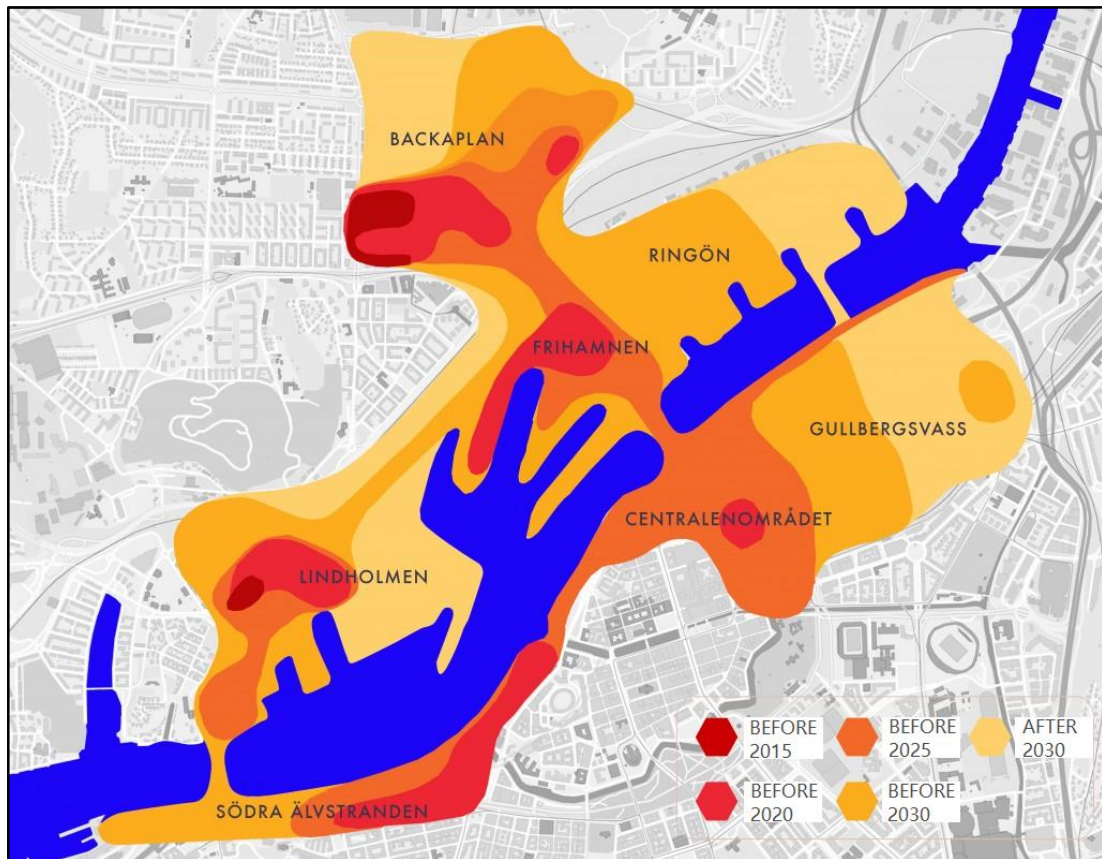 BACKAPLAN
RINGÖN
FRIHAMNEN
GULLBERGSVASS
CENTRALENOMRÅDET
LINDHOLMEN
SÖDRA ÄLVSTRANDEN
BEFORE
2015
BEFORE
2025
AFTER
2030
BEFORE
2020
BEFORE
2030